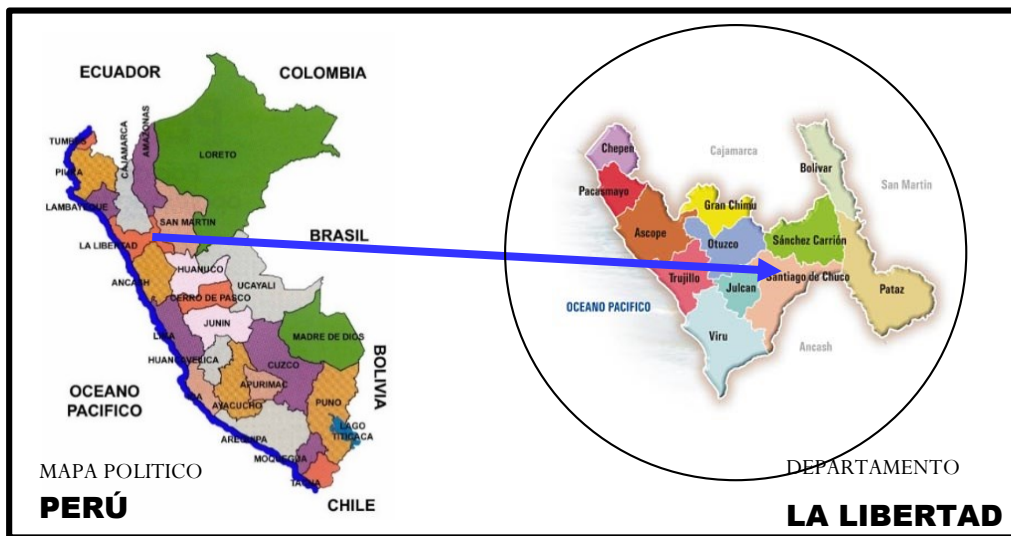 ECUADOR
COLOMBIA
TUMBES
PIURA
CAJAMARCA
AMAZONAS
LORETO
LAMBAYEQUE
SAN MARTIN
LA LIBERTAD
BRASIL
ANCASH
HUANUCO
UCAYALI
CERRO DE PASCO
JUNIN
LIMA
MADRE DE DIOS
HUANCAVELICA
CUZCO
BOLIVIA
OCEANO
PACIFICO
ICA
APURIMAC
AYACUCHO
PUNO
LAGO
TITICACA
AREQUIPA
MOQUEGUA
TACNA
CHILE
MAPA POLITICO
PERÚ
Chepen
Cajamarca
Bolivar
San Martin
Pacasmayo
Gran Chimu
Ascope
Otuzco
Sánchez Carrión
Trujillo
Julcan
Santiago de Chuco
Pataz
OCEANO PACIFICO
Viru
Ancash
DEPARTAMENTO
LA LIBERTAD